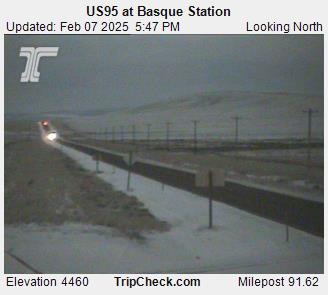 US95 at Basque Station
Updated: Feb 07 2025 5:47 PM Looking North
Elevation 4460 TripCheck.com Milepost 91.62